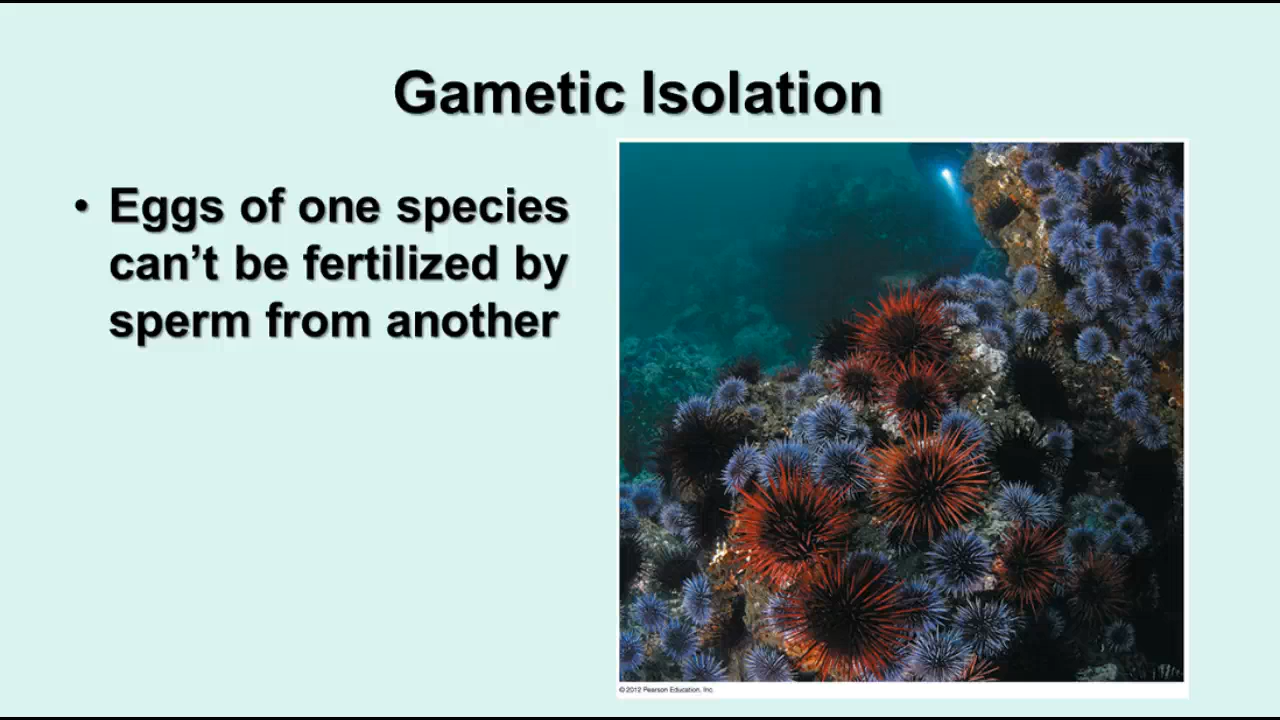 Gametic Isolation
• Eggs of one species
can’t be fertilized by
sperm from another
© 2012 Pearson Education, Inc.